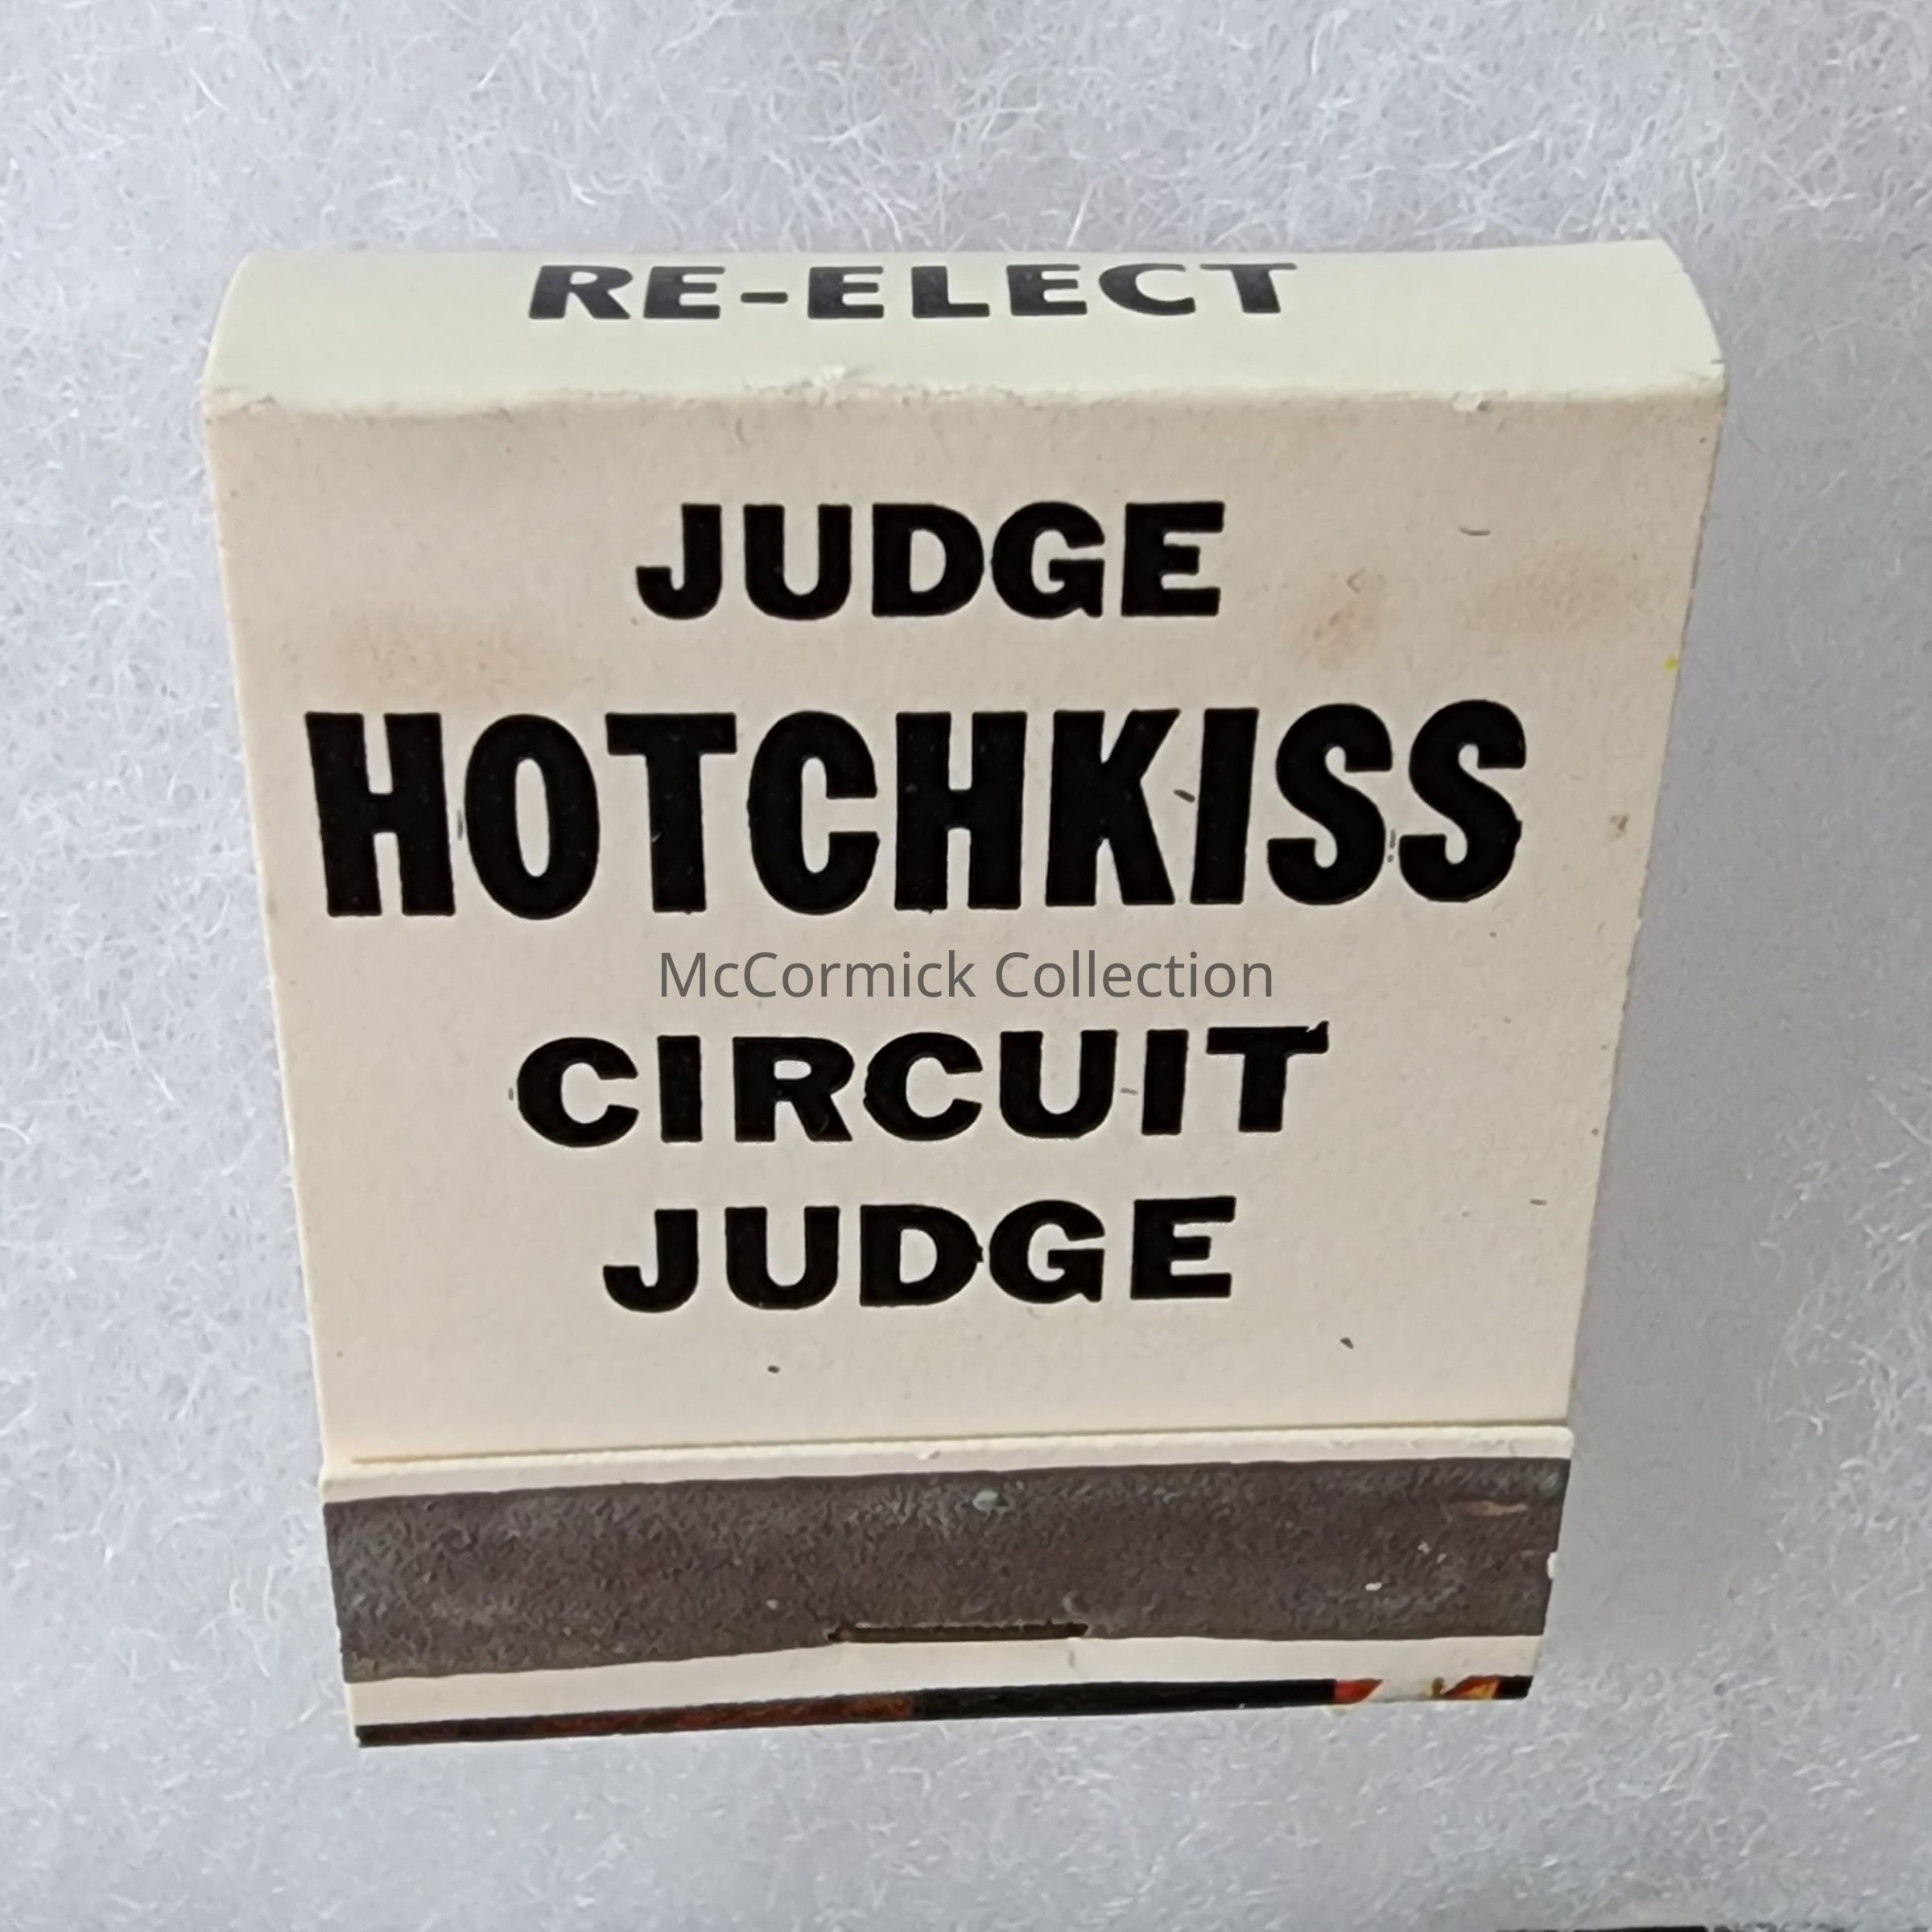 RE-ELECT
JUDGE
HOTCHKISS
McCormick Collection
CIRCUIT
JUDGE